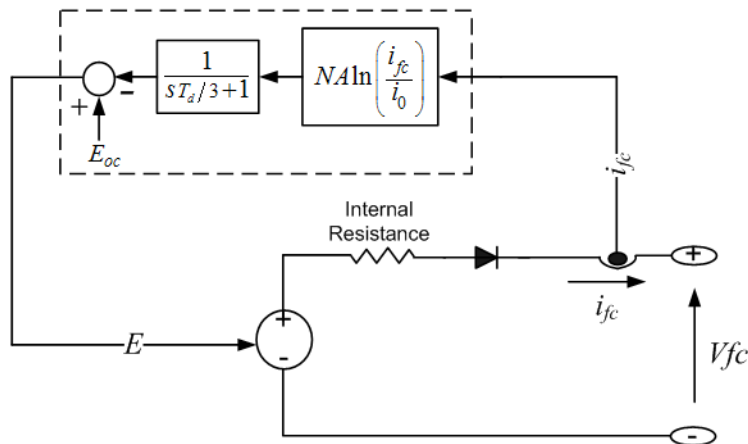 1
sT_d/3+1
NA ln(i_fc/i_0)
-
+
E_oc
i_fc
Internal
Resistance
+
i_fc
+
-
E
Vfc
-